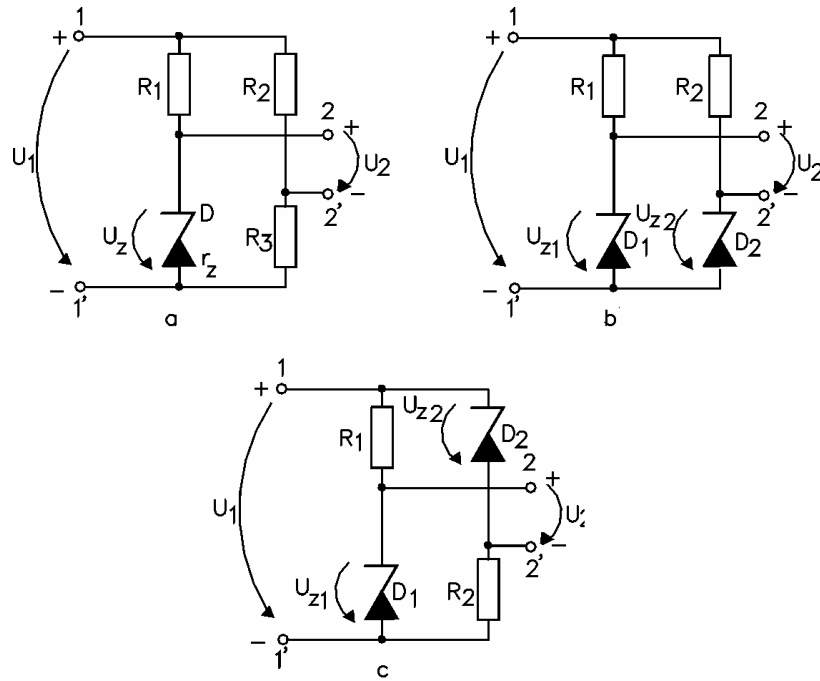 1
+
R1
R2
2
+
U1
U2
2'
−
D
Uz
rz
R3
−
1'
a
1
+
R1
R2
2
+
U1
U2
2'
−
Uz1
D1
Uz2
D2
−
1'
b
1
+
R1
Uz2
D2
2
+
U1
U2
2'
−
Uz1
D1
R2
−
1'
c